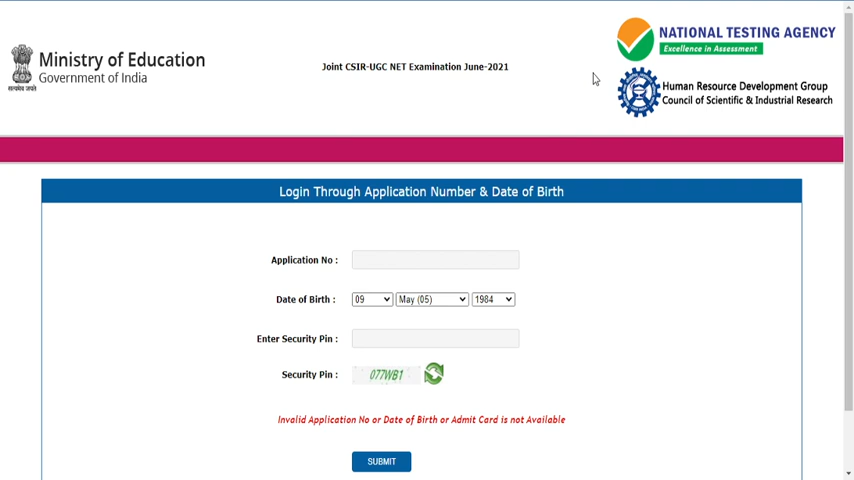 NATIONAL TESTING AGENCY
Excellence in Assessment
Ministry of Education
Government of India
सत्यमेव जयते
Joint CSIR-UGC NET Examination June-2021
Human Resource Development Group
Council of Scientific & Industrial Research
Login Through Application Number & Date of Birth
Application No :
Date of Birth : 09 May (05) 1984
Enter Security Pin :
Security Pin : 077WB1
Invalid Application No or Date of Birth or Admit Card is not Available
SUBMIT